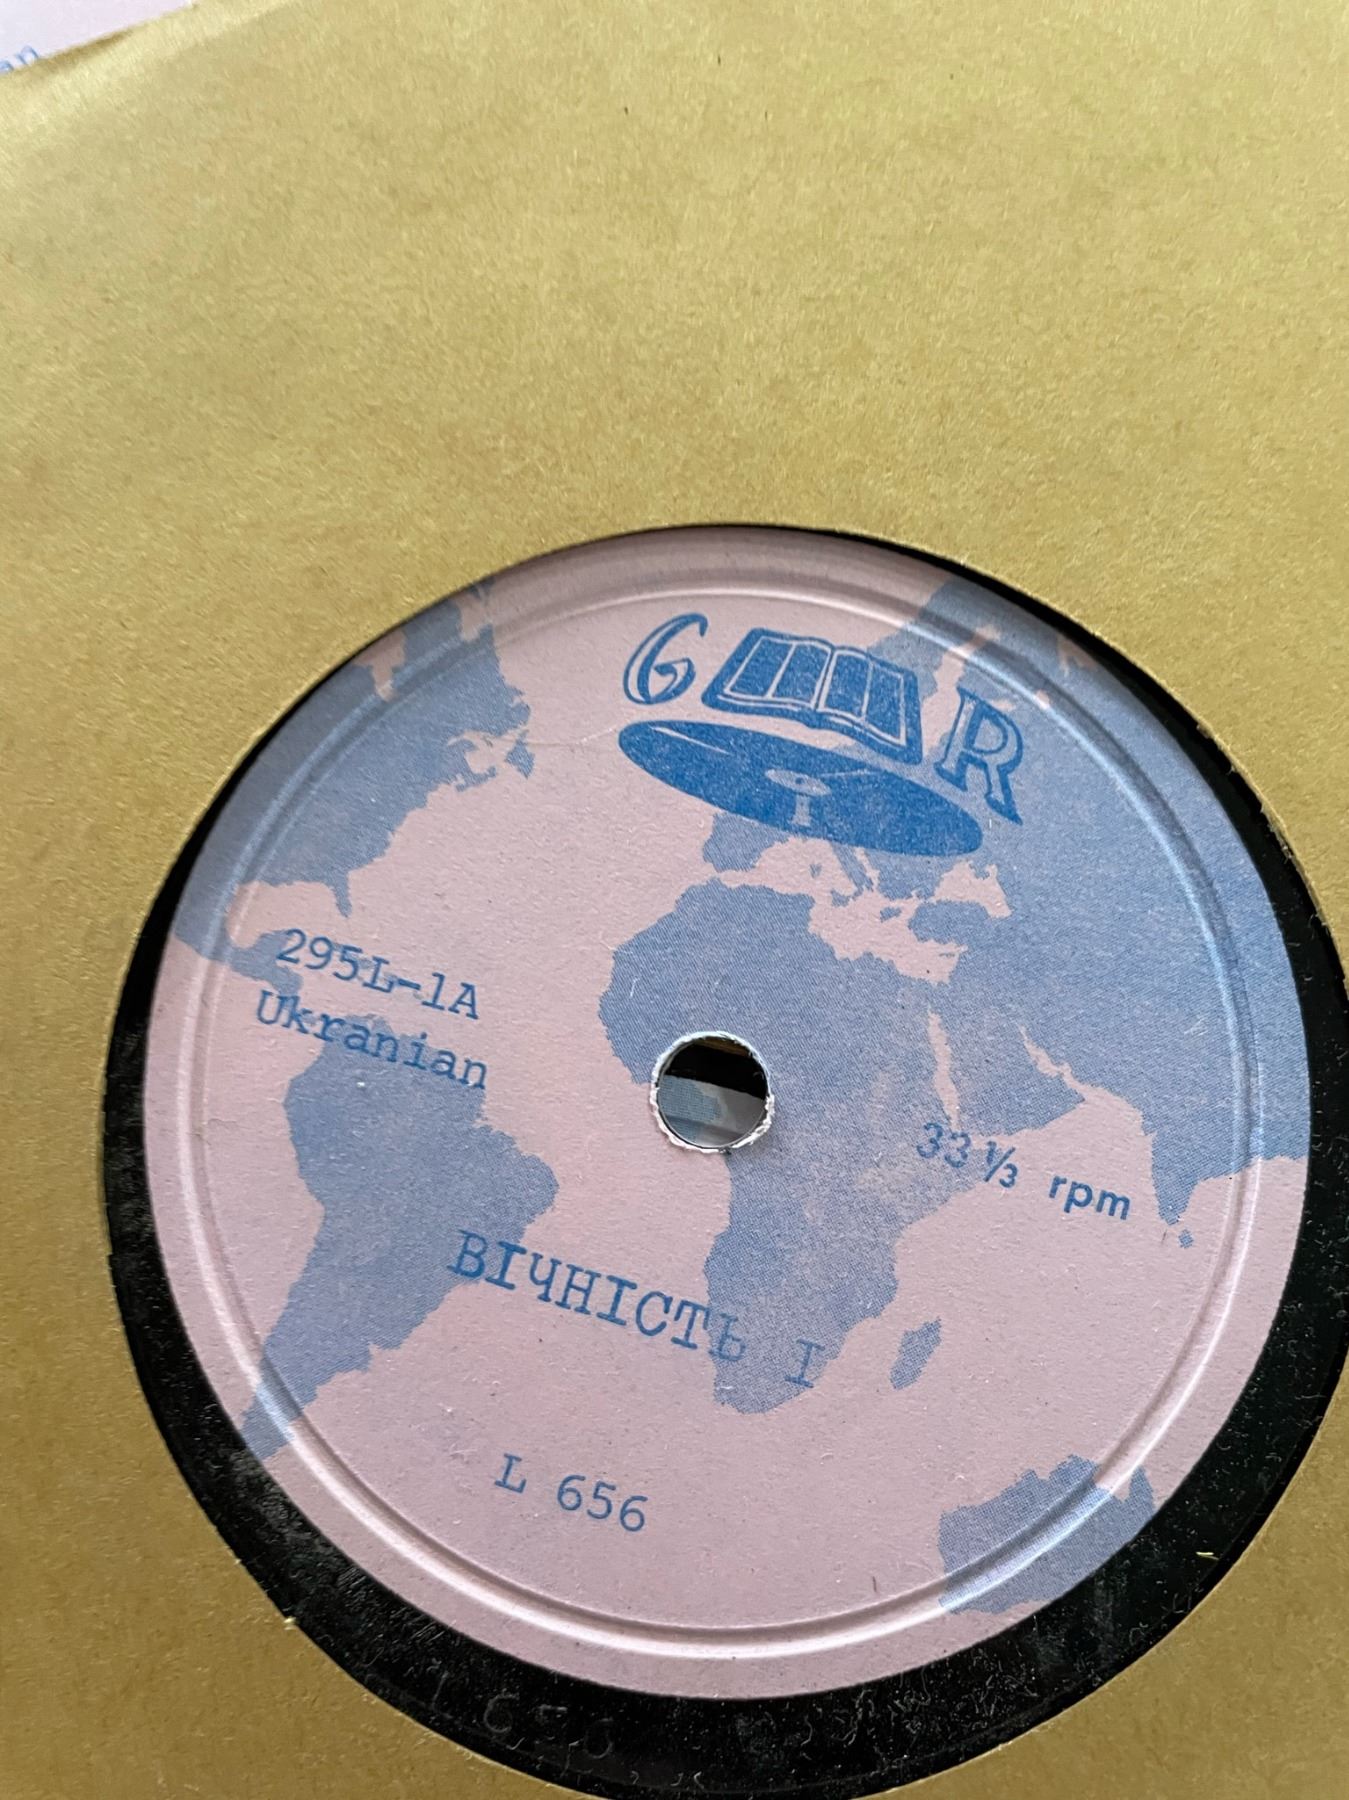 G R
295L-1A
Ukranian
33⅓ rpm
ВІЧНІСТЬ І
L 656